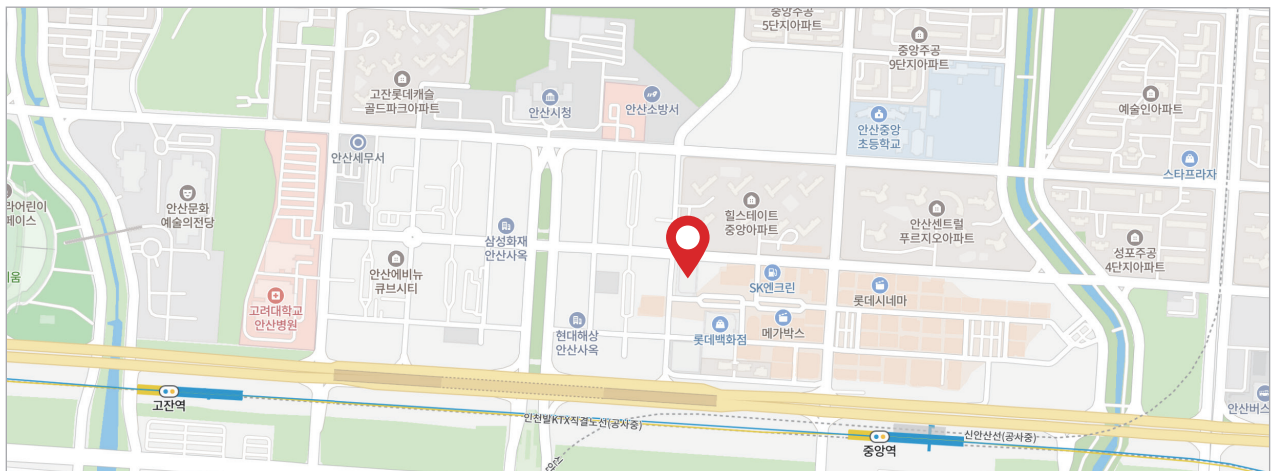 중앙주공
5단지아파트
중앙주공
9단지아파트
고잔롯데캐슬
골드파크아파트
안산시청
안산소방서
예술인아파트
안산중앙
초등학교
안산세무서
스타프라자
라어린이
페이스
안산문화
예술의전당
힐스테이트
중앙아파트
안산센트럴
푸르지오아파트
삼성화재
안산사옥
성포주공
4단지아파트
안산에비뉴
큐브시티
SK엔크린
롯데시네마
고려대학교
안산병원
현대해상
안산사옥
롯데백화점
메가박스
고잔역
인천발KTX직결노선(공사중)
신안산선(공사중)
중앙역
안산버스